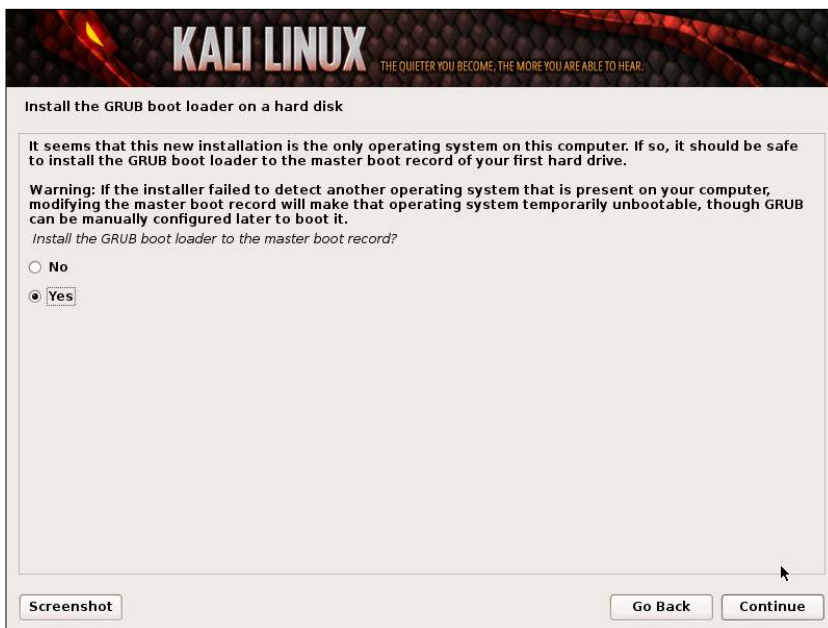 KALI LINUX
THE QUIETER YOU BECOME, THE MORE YOU ARE ABLE TO HEAR.
Install the GRUB boot loader on a hard disk
It seems that this new installation is the only operating system on this computer. If so, it should be safe
to install the GRUB boot loader to the master boot record of your first hard drive.
Warning: If the installer failed to detect another operating system that is present on your computer,
modifying the master boot record will make that operating system temporarily unbootable, though GRUB
can be manually configured later to boot it.
Install the GRUB boot loader to the master boot record?
No
Yes
Screenshot
Go Back
Continue